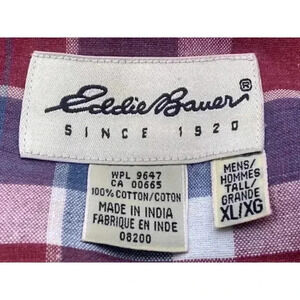 Eddie Bauer ®
SINCE 1920
WPL 9647
CA 00665
100% COTTON/COTON
MADE IN INDIA
FABRIQUE EN INDE
08200
MENS/
HOMMES
TALL/
GRANDE
XL/XG